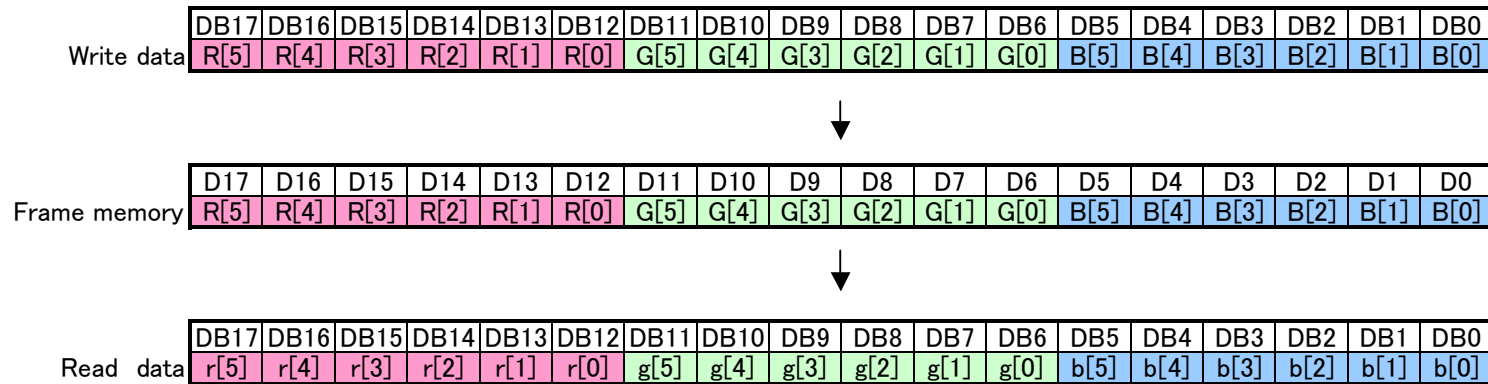 DB17 DB16 DB15 DB14 DB13 DB12 DB11 DB10 DB9 DB8 DB7 DB6 DB5 DB4 DB3 DB2 DB1 DB0
Write data R[5] R[4] R[3] R[2] R[1] R[0] G[5] G[4] G[3] G[2] G[1] G[0] B[5] B[4] B[3] B[2] B[1] B[0]
D17 D16 D15 D14 D13 D12 D11 D10 D9 D8 D7 D6 D5 D4 D3 D2 D1 D0
Frame memory R[5] R[4] R[3] R[2] R[1] R[0] G[5] G[4] G[3] G[2] G[1] G[0] B[5] B[4] B[3] B[2] B[1] B[0]
DB17 DB16 DB15 DB14 DB13 DB12 DB11 DB10 DB9 DB8 DB7 DB6 DB5 DB4 DB3 DB2 DB1 DB0
Read data r[5] r[4] r[3] r[2] r[1] r[0] g[5] g[4] g[3] g[2] g[1] g[0] b[5] b[4] b[3] b[2] b[1] b[0]